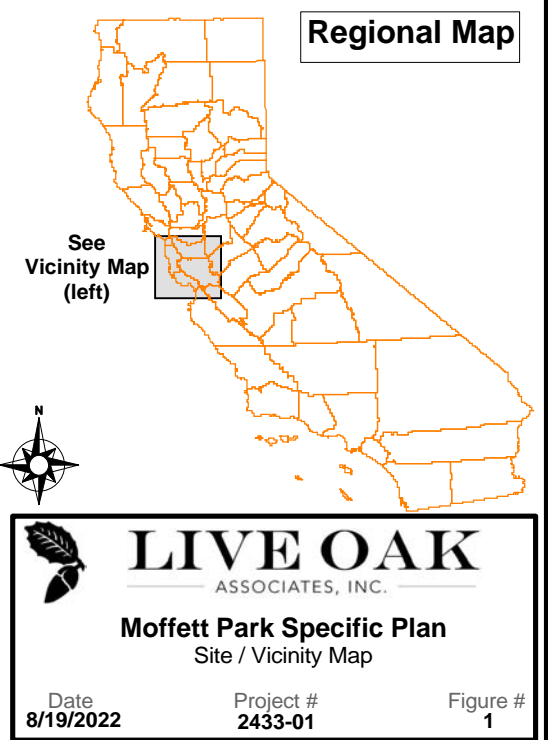 Regional Map
See
Vicinity Map
(left)
N
LIVE OAK
ASSOCIATES, INC.
Moffett Park Specific Plan
Site / Vicinity Map
Date Project # Figure #
8/19/2022 2433-01 1